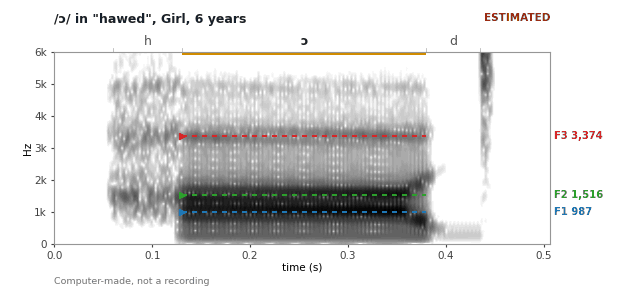 /ɔ/ in "hawed", Girl, 6 years
ESTIMATED
h ɔ d
6k
5k
4k
3k
2k
1k
0
Hz
F3 3,374
F2 1,516
F1 987
0.0 0.1 0.2 0.3 0.4 0.5
time (s)
Computer-made, not a recording